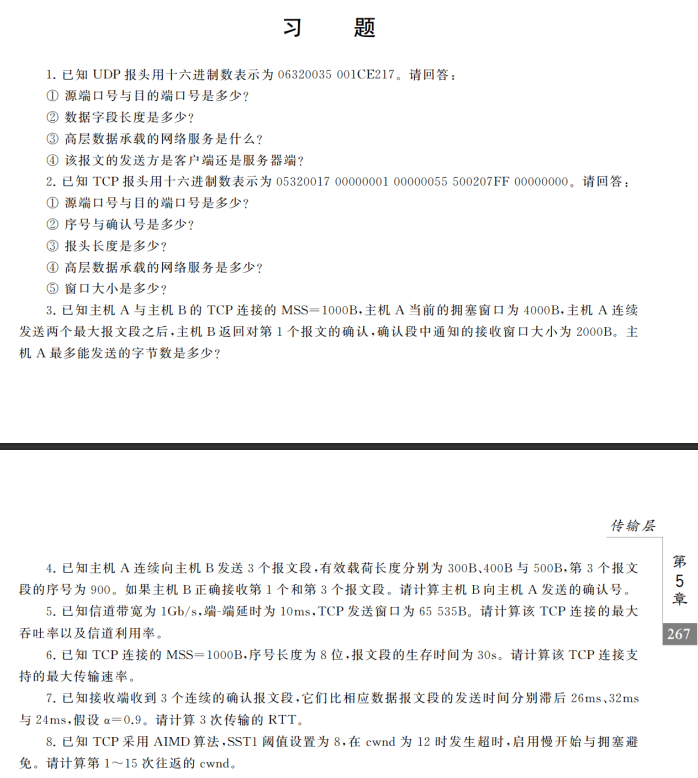 习 题
1. 已知 UDP 报头用十六进制数表示为 06320035 001CE217。请回答:
① 源端口号与目的端口号是多少?
② 数据字段长度是多少?
③ 高层数据承载的网络服务是什么?
④ 该报文的发送方是客户端还是服务器端?
2. 已知 TCP 报头用十六进制数表示为 05320017 00000001 00000055 500207FF 00000000。请回答:
① 源端口号与目的端口号是多少?
② 序号与确认号是多少?
③ 报头长度是多少?
④ 高层数据承载的网络服务是多少?
⑤ 窗口大小是多少?
3. 已知主机 A 与主机 B 的 TCP 连接的 MSS=1000B,主机 A 当前的拥塞窗口为 4000B,主机 A 连续
发送两个最大报文段之后,主机 B 返回对第 1 个报文的确认,确认段中通知的接收窗口大小为 2000B。主
机 A 最多能发送的字节数是多少?
传输层
4. 已知主机 A 连续向主机 B 发送 3 个报文段,有效载荷长度分别为 300B、400B 与 500B,第 3 个报文
段的序号为 900。如果主机 B 正确接收第 1 个和第 3 个报文段。请计算主机 B 向主机 A 发送的确认号。
5. 已知信道带宽为 1Gb/s,端-端延时为 10ms,TCP 发送窗口为 65 535B。请计算该 TCP 连接的最大
吞吐率以及信道利用率。
6. 已知 TCP 连接的 MSS=1000B,序号长度为 8 位,报文段的生存时间为 30s。请计算该 TCP 连接支
持的最大传输速率。
7. 已知接收端收到 3 个连续的确认报文段,它们比相应数据报文段的发送时间分别滞后 26ms、32ms
与 24ms,假设 α=0.9。请计算 3 次传输的 RTT。
8. 已知 TCP 采用 AIMD 算法,SST1 阈值设置为 8,在 cwnd 为 12 时发生超时,启用慢开始与拥塞避
免。请计算第 1～15 次往返的 cwnd。
第
5
章
267